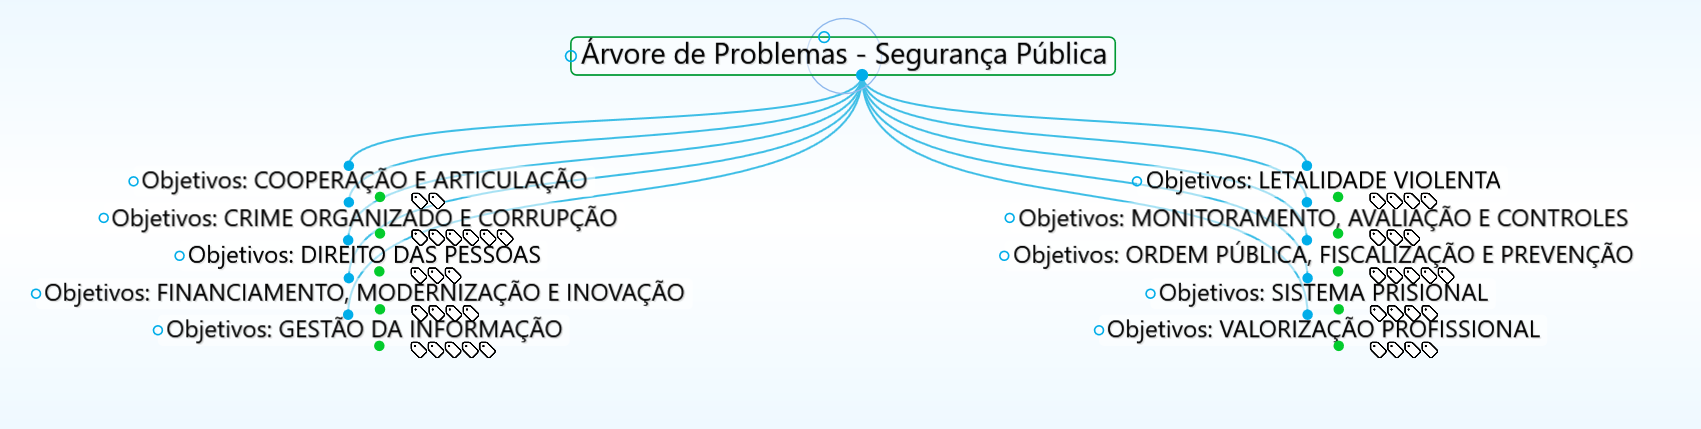 Árvore de Problemas - Segurança Pública
Objetivos: COOPERAÇÃO E ARTICULAÇÃO
Objetivos: CRIME ORGANIZADO E CORRUPÇÃO
Objetivos: DIREITO DAS PESSOAS
Objetivos: FINANCIAMENTO, MODERNIZAÇÃO E INOVAÇÃO
Objetivos: GESTÃO DA INFORMAÇÃO
Objetivos: LETALIDADE VIOLENTA
Objetivos: MONITORAMENTO, AVALIAÇÃO E CONTROLES
Objetivos: ORDEM PÚBLICA, FISCALIZAÇÃO E PREVENÇÃO
Objetivos: SISTEMA PRISIONAL
Objetivos: VALORIZAÇÃO PROFISSIONAL